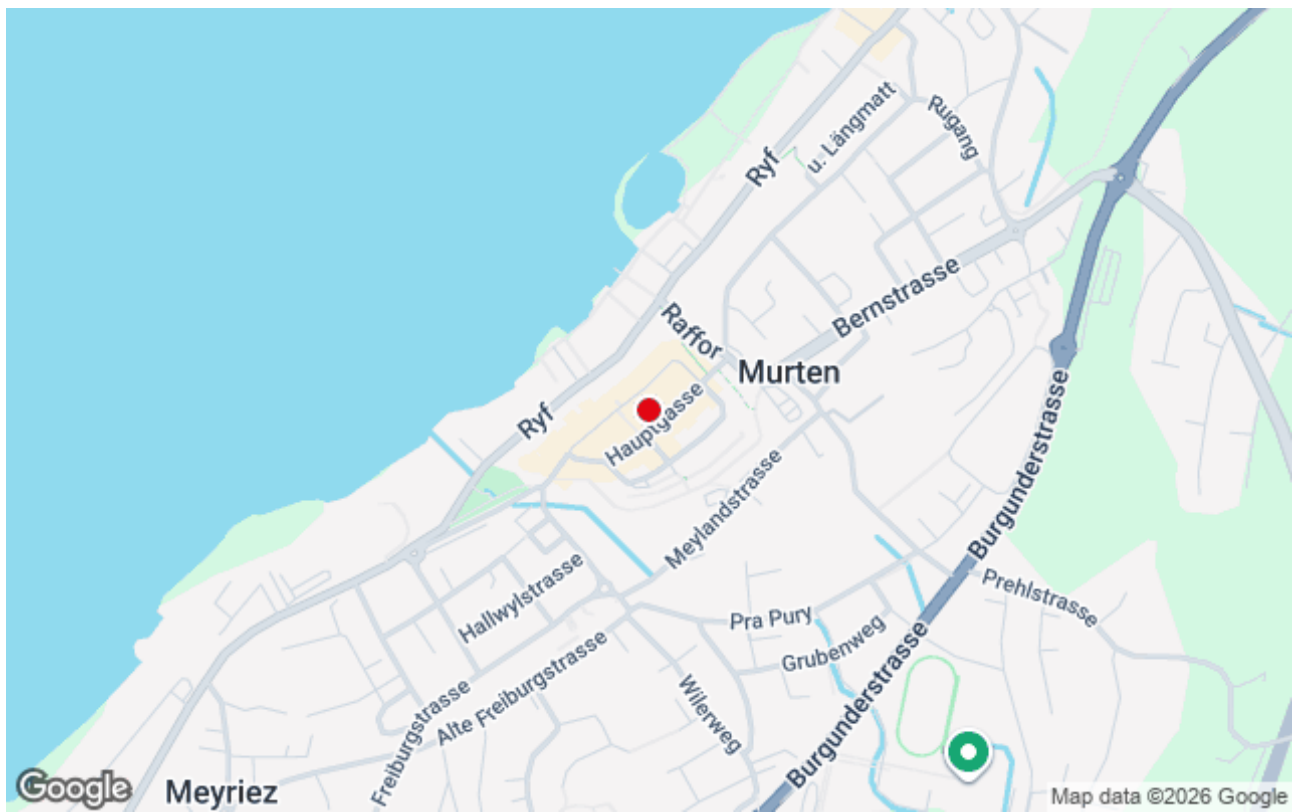 u. Längmatt
Rugang
Ryf
Bernstrasse
Raffor
Murten
Hauptgasse
Ryf
Burgunderstrasse
Meylandstrasse
Prehlstrasse
Hallwylstrasse
Pra Pury
Grubenweg
Alte Freiburgstrasse
Freiburgstrasse
Wilerweg
Burgunderstrasse
Meyriez
Google
Map data ©2026 Google